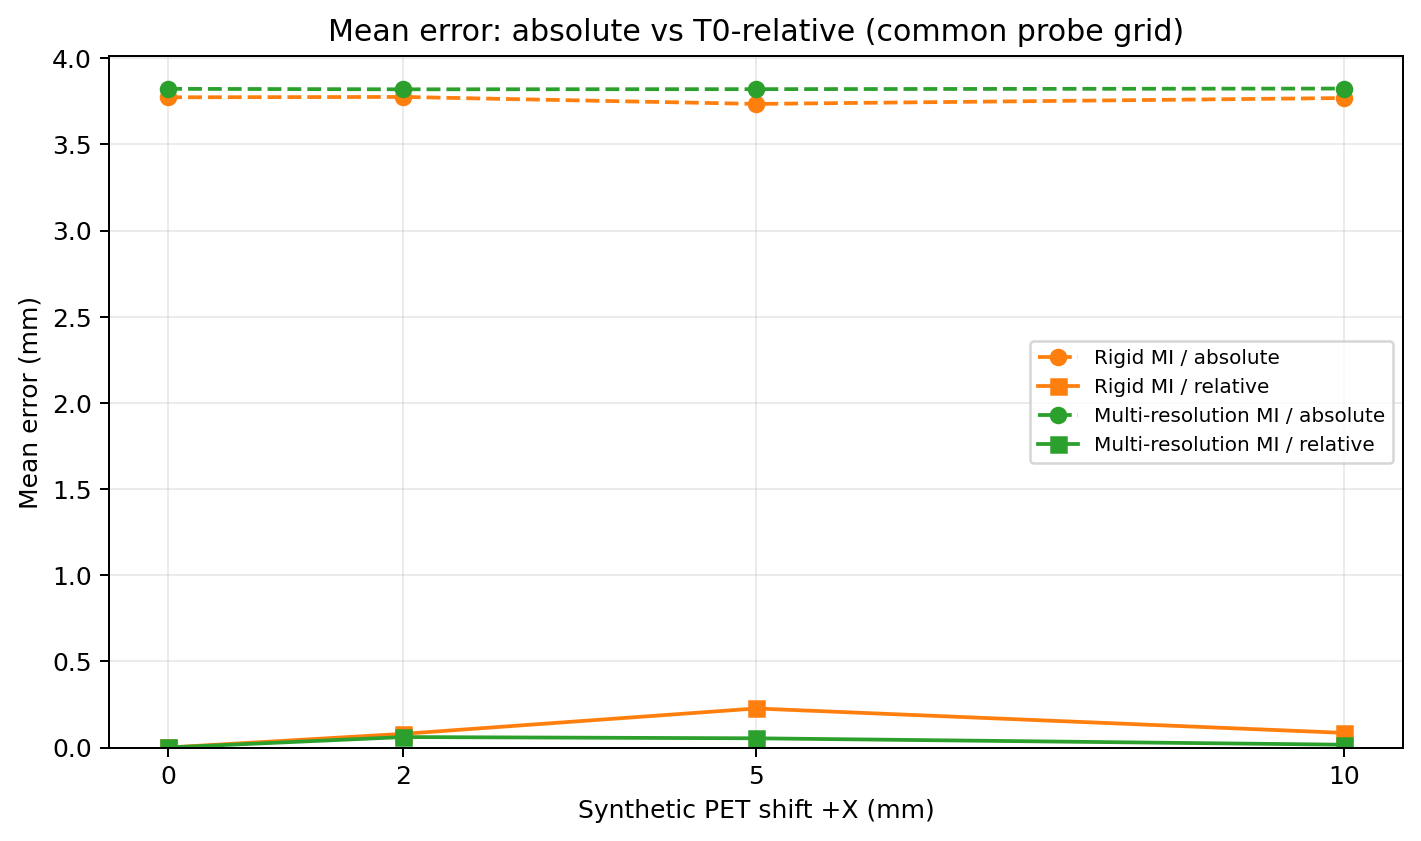 Mean error: absolute vs T0-relative (common probe grid)
4.0
3.5
3.0
2.5
2.0
1.5
1.0
0.5
0.0
Mean error (mm)
Rigid MI / absolute
Rigid MI / relative
Multi-resolution MI / absolute
Multi-resolution MI / relative
0 2 5 10
Synthetic PET shift +X (mm)